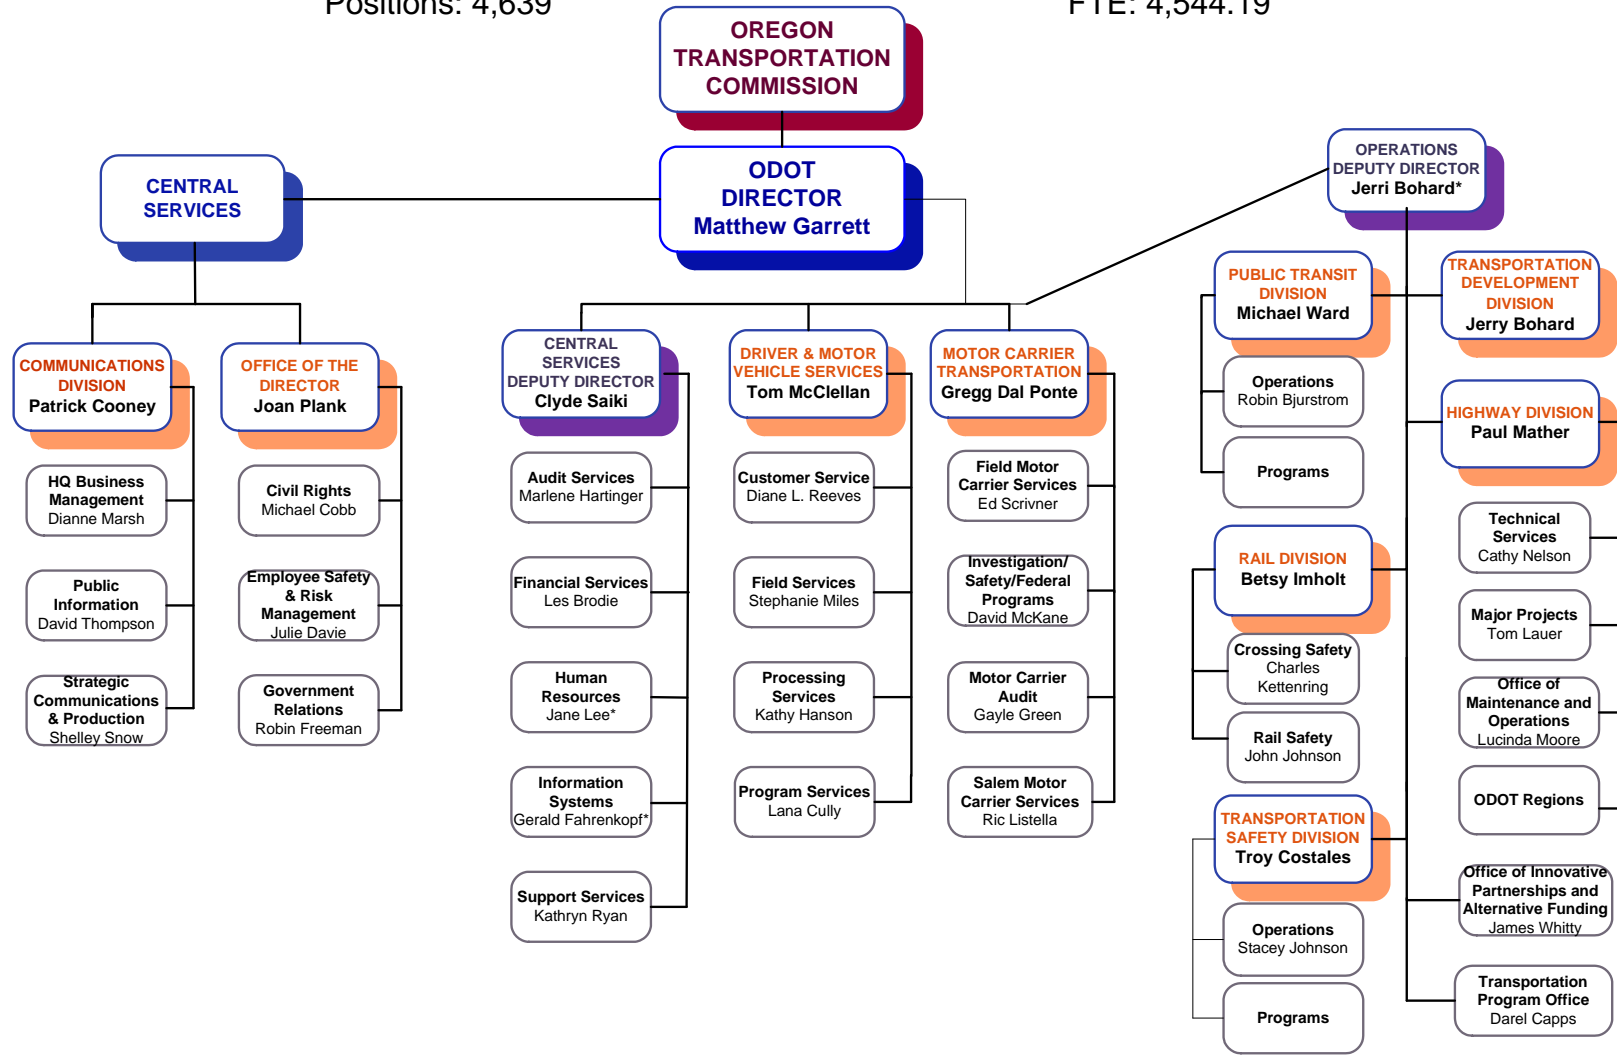 Positions: 4,639
FTE: 4,544.19
OREGON
TRANSPORTATION
COMMISSION
ODOT
DIRECTOR
Matthew Garrett
CENTRAL
SERVICES
OPERATIONS
DEPUTY DIRECTOR
Jerri Bohard*
COMMUNICATIONS
DIVISION
Patrick Cooney
HQ Business
Management
Dianne Marsh
Public
Information
David Thompson
Strategic
Communications
& Production
Shelley Snow
OFFICE OF THE
DIRECTOR
Joan Plank
Civil Rights
Michael Cobb
Employee Safety
& Risk
Management
Julie Davie
Government
Relations
Robin Freeman
CENTRAL
SERVICES
DEPUTY DIRECTOR
Clyde Saiki
Audit Services
Marlene Hartinger
Financial Services
Les Brodie
Human
Resources
Jane Lee*
Information
Systems
Gerald Fahrenkopf*
Support Services
Kathryn Ryan
DRIVER & MOTOR
VEHICLE SERVICES
Tom McClellan
Customer Service
Diane L. Reeves
Field Services
Stephanie Miles
Processing
Services
Kathy Hanson
Program Services
Lana Cully
MOTOR CARRIER
TRANSPORTATION
Gregg Dal Ponte
Field Motor
Carrier Services
Ed Scrivner
Investigation/
Safety/Federal
Programs
David McKane
Motor Carrier
Audit
Gayle Green
Salem Motor
Carrier Services
Ric Listella
PUBLIC TRANSIT
DIVISION
Michael Ward
Operations
Robin Bjurstrom
Programs
RAIL DIVISION
Betsy Imholt
Crossing Safety
Charles
Kettenring
Rail Safety
John Johnson
TRANSPORTATION
SAFETY DIVISION
Troy Costales
Operations
Stacey Johnson
Programs
TRANSPORTATION
DEVELOPMENT
DIVISION
Jerry Bohard
HIGHWAY DIVISION
Paul Mather
Technical
Services
Cathy Nelson
Major Projects
Tom Lauer
Office of
Maintenance and
Operations
Lucinda Moore
ODOT Regions
Office of Innovative
Partnerships and
Alternative Funding
James Whitty
Transportation
Program Office
Darel Capps